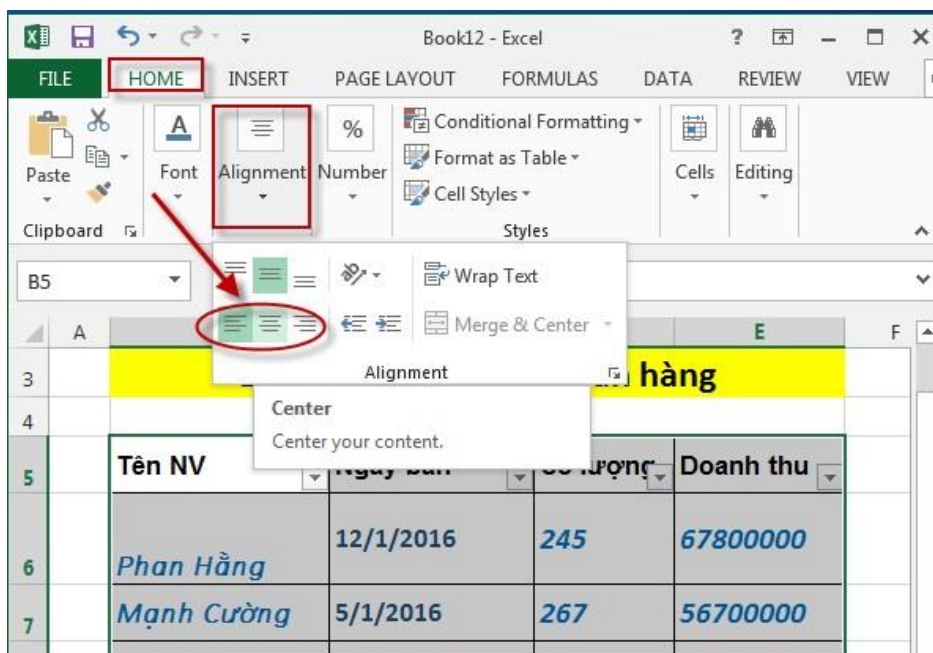 Book12 - Excel
FILE HOME INSERT PAGE LAYOUT FORMULAS DATA REVIEW VIEW
Paste
Clipboard
Font
Alignment
Number
Conditional Formatting
Format as Table
Cell Styles
Styles
Cells
Editing
B5
Wrap Text
Merge & Center
Alignment
Center
Center your content.
A E F
3 hàng
4
5 Tên NV Doanh thu
6 Phan Hằng 12/1/2016 245 67800000
7 Mạnh Cường 5/1/2016 267 56700000